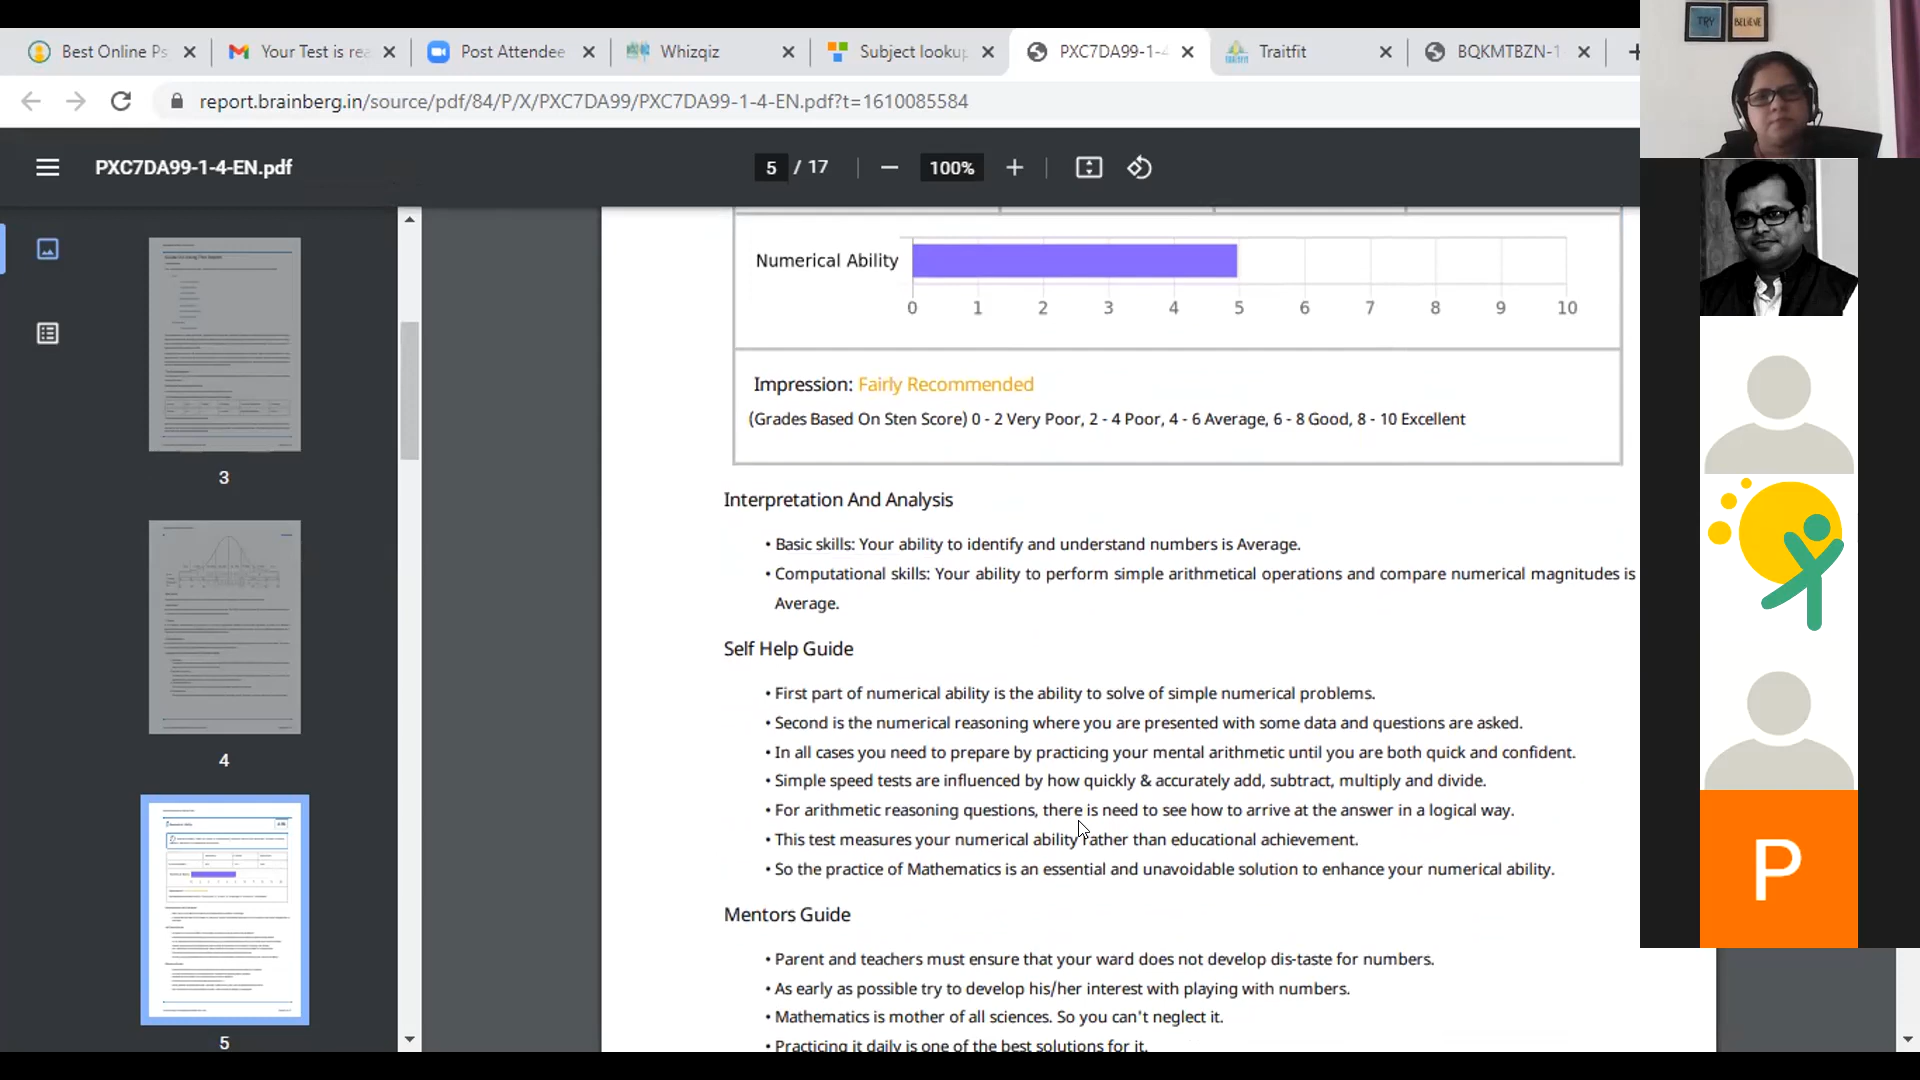 TRY
BELIEVE
Best Online Ps
Your Test is rea
Post Attendee
Whizqiz
Subject lookup
PXC7DA99-1-4
Traitfit
BQKMTBZN-1
report.brainberg.in/source/pdf/84/P/X/PXC7DA99/PXC7DA99-1-4-EN.pdf?t=1610085584
PXC7DA99-1-4-EN.pdf
5 / 17
100%
Numerical Ability
0 1 2 3 4 5 6 7 8 9 10
Impression: Fairly Recommended
(Grades Based On Sten Score) 0 - 2 Very Poor, 2 - 4 Poor, 4 - 6 Average, 6 - 8 Good, 8 - 10 Excellent
Interpretation And Analysis
• Basic skills: Your ability to identify and understand numbers is Average.
• Computational skills: Your ability to perform simple arithmetical operations and compare numerical magnitudes is
Average.
Self Help Guide
• First part of numerical ability is the ability to solve of simple numerical problems.
• Second is the numerical reasoning where you are presented with some data and questions are asked.
• In all cases you need to prepare by practicing your mental arithmetic until you are both quick and confident.
• Simple speed tests are influenced by how quickly & accurately add, subtract, multiply and divide.
• For arithmetic reasoning questions, there is need to see how to arrive at the answer in a logical way.
• This test measures your numerical ability rather than educational achievement.
• So the practice of Mathematics is an essential and unavoidable solution to enhance your numerical ability.
Mentors Guide
• Parent and teachers must ensure that your ward does not develop dis-taste for numbers.
• As early as possible try to develop his/her interest with playing with numbers.
• Mathematics is mother of all sciences. So you can't neglect it.
• Practicing it daily is one of the best solutions for it.
3
4
5
P